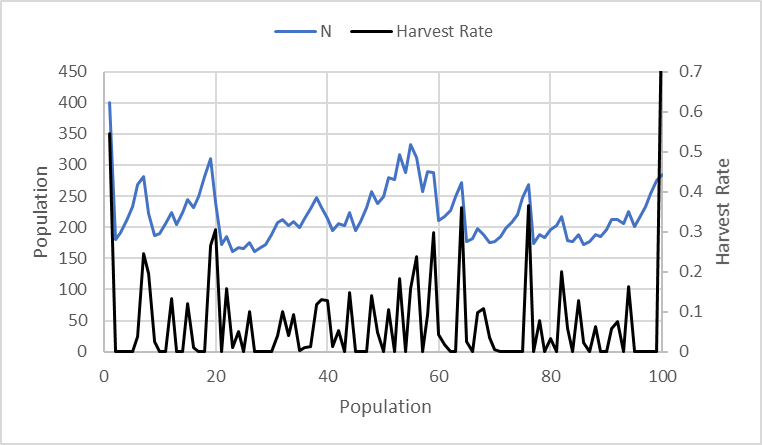 N Harvest Rate
450 0.7
400 0.6
350 0.5
300
250 0.4
200 0.3
150 0.2
100
50 0.1
0 0
Population
Harvest Rate
0 20 40 60 80 100
Population